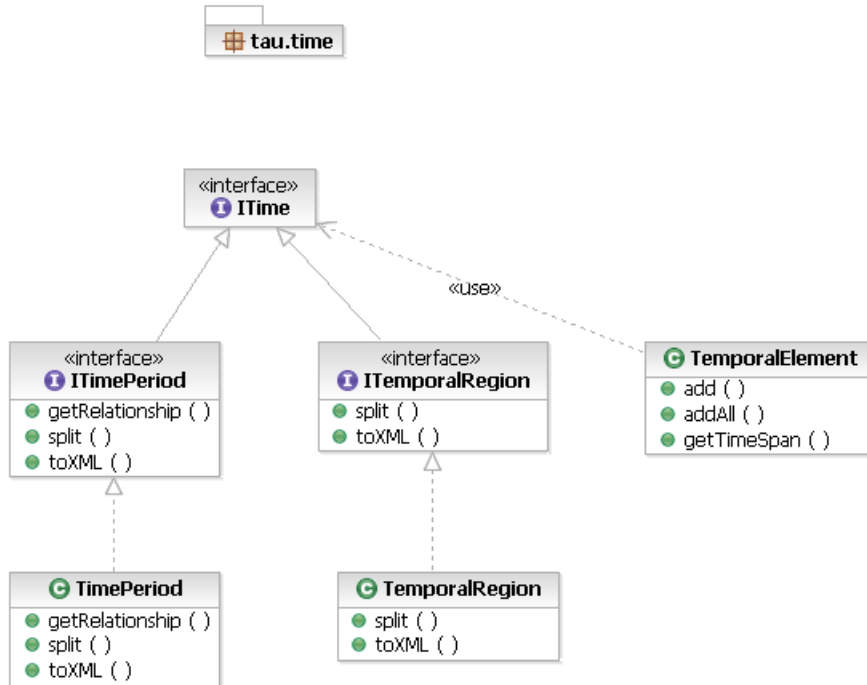 tau.time
«interface»
ITime
«use»
«interface»
ITimePeriod
getRelationship ( )
split ( )
toXML ( )
«interface»
ITemporalRegion
split ( )
toXML ( )
TemporalElement
add ( )
addAll ( )
getTimeSpan ( )
TimePeriod
getRelationship ( )
split ( )
toXML ( )
TemporalRegion
split ( )
toXML ( )